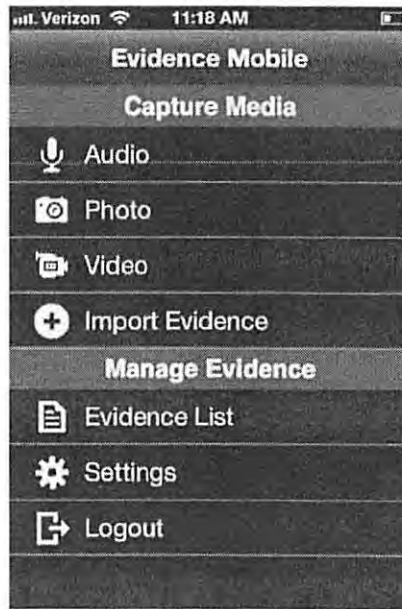 Verizon 11:18 AM
Evidence Mobile
Capture Media
Audio
Photo
Video
Import Evidence
Manage Evidence
Evidence List
Settings
Logout